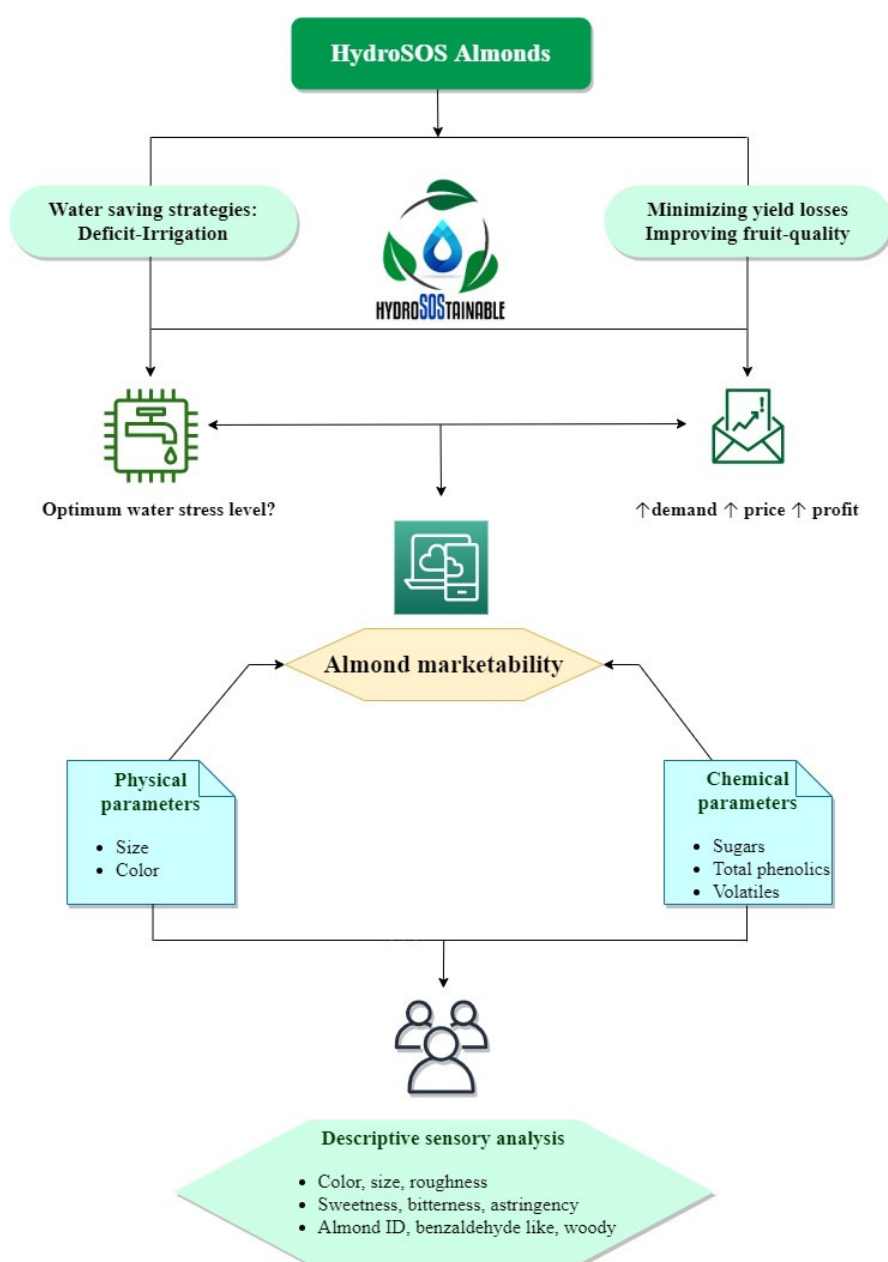 HydroSOS Almonds
Water saving strategies:
Deficit-Irrigation
Minimizing yield losses
Improving fruit-quality
HYDROSOSTAINABLE
Optimum water stress level?
↑demand ↑ price ↑ profit
Almond marketability
Physical
parameters
• Size
• Color
Chemical
parameters
• Sugars
• Total phenolics
• Volatiles
Descriptive sensory analysis
• Color, size, roughness
• Sweetness, bitterness, astringency
• Almond ID, benzaldehyde like, woody